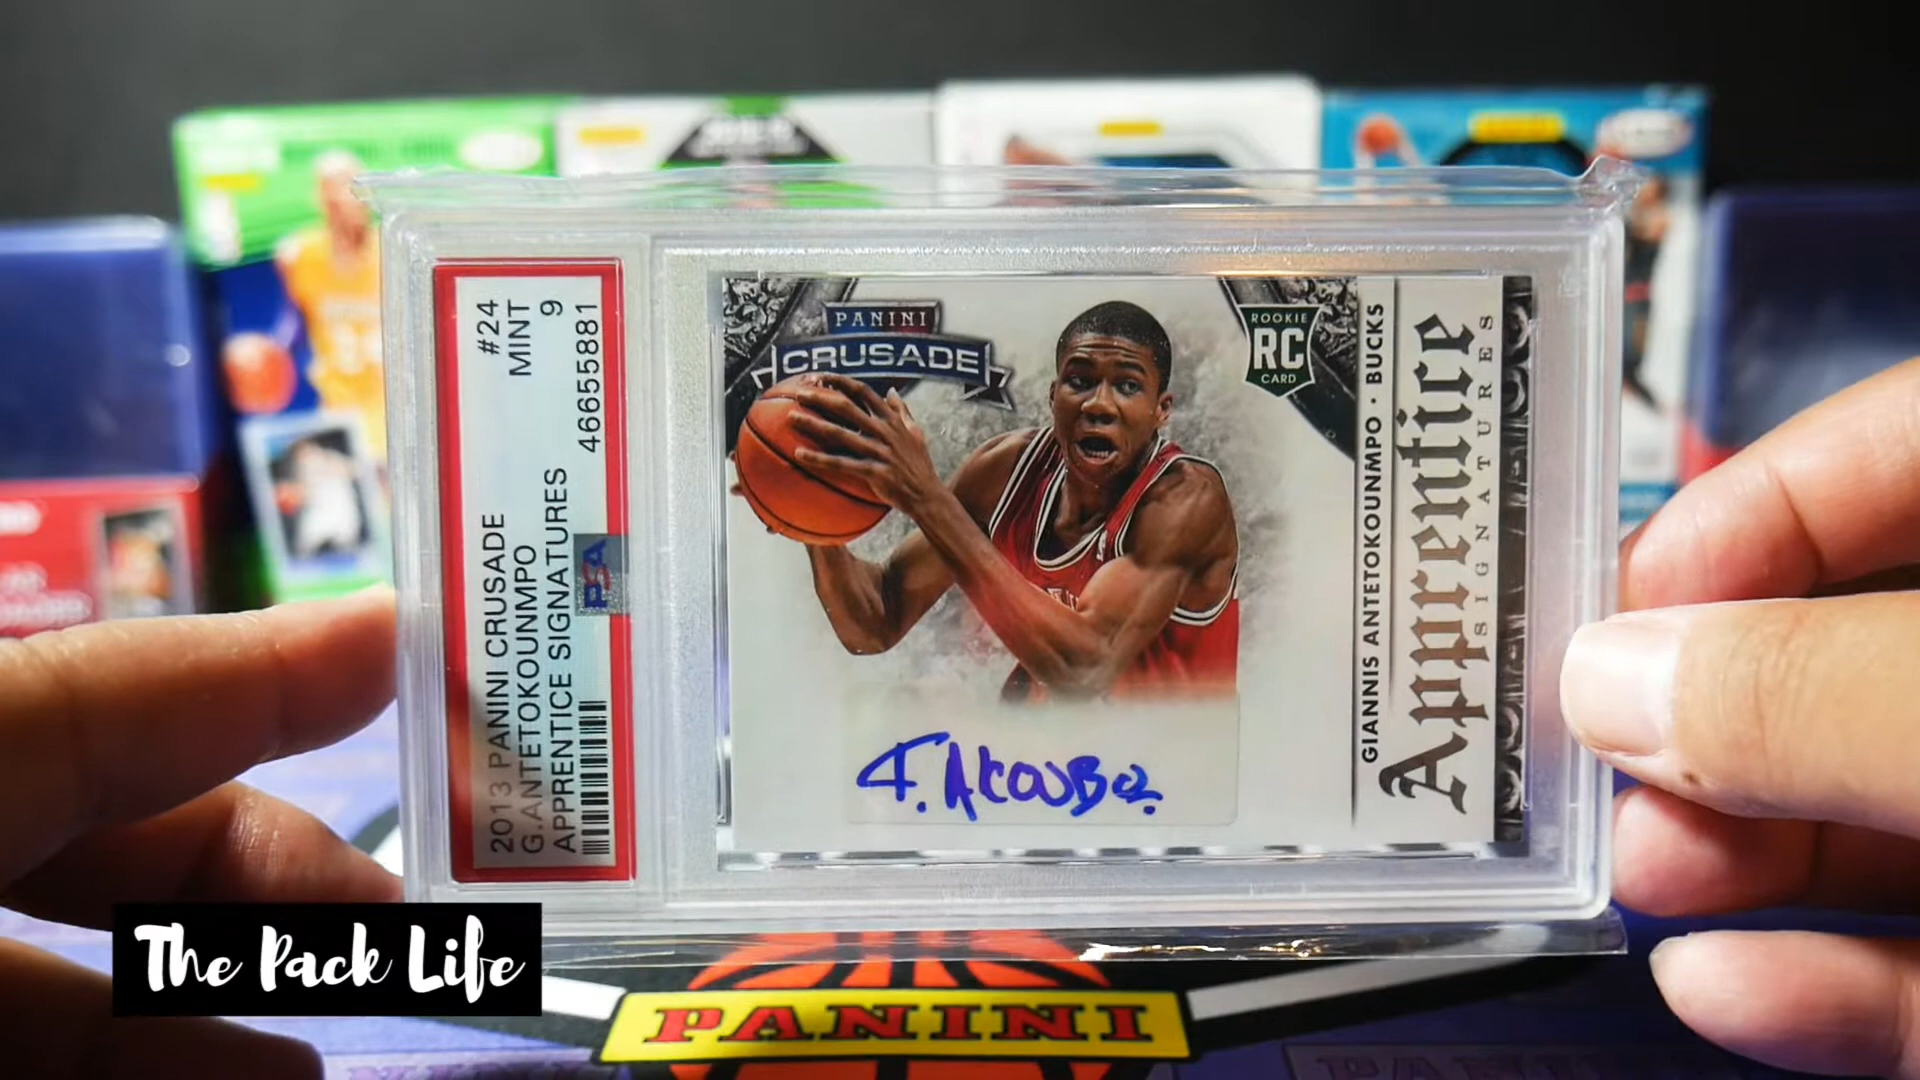 #24
MINT
9
46655881
2013 PANINI CRUSADE
G.ANTETOKOUNMPO
APPRENTICE SIGNATURES
PSA
PANINI
CRUSADE
ROOKIE
RC
CARD
GIANNIS ANTETOKOUNMPO · BUCKS
Apprentice
SIGNATURES
The Pack Life
PANINI